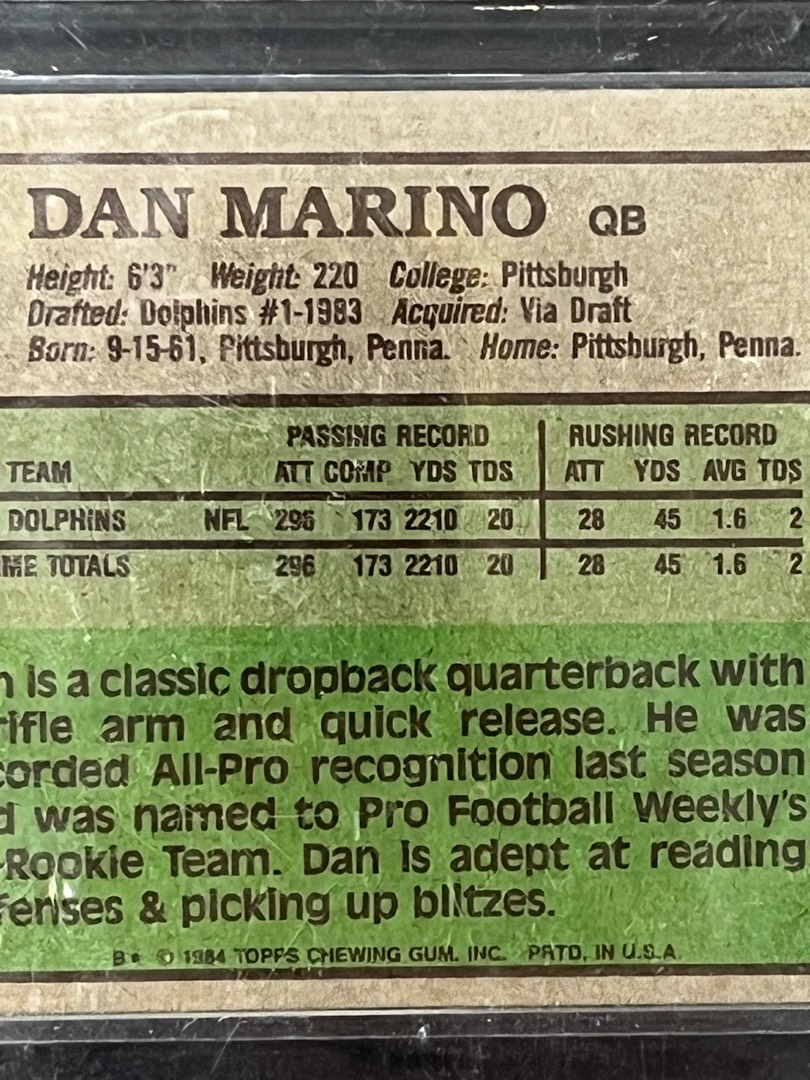 DAN MARINO QB
Height: 6'3" Weight: 220 College: Pittsburgh
Drafted: Dolphins #1-1983 Acquired: Via Draft
Born: 9-15-61, Pittsburgh, Penna. Home: Pittsburgh, Penna.
PASSING RECORD RUSHING RECORD
TEAM ATT COMP YDS TDS ATT YDS AVG TDS
DOLPHINS NFL 296 173 2210 20 28 45 1.6 2
ME TOTALS 296 173 2210 20 28 45 1.6 2
n is a classic dropback quarterback with
rifle arm and quick release. He was
corded All-Pro recognition last season
d was named to Pro Football Weekly's
-Rookie Team. Dan is adept at reading
fenses & picking up blitzes.
B* © 1984 TOPPS CHEWING GUM, INC. PRTD. IN U.S.A.